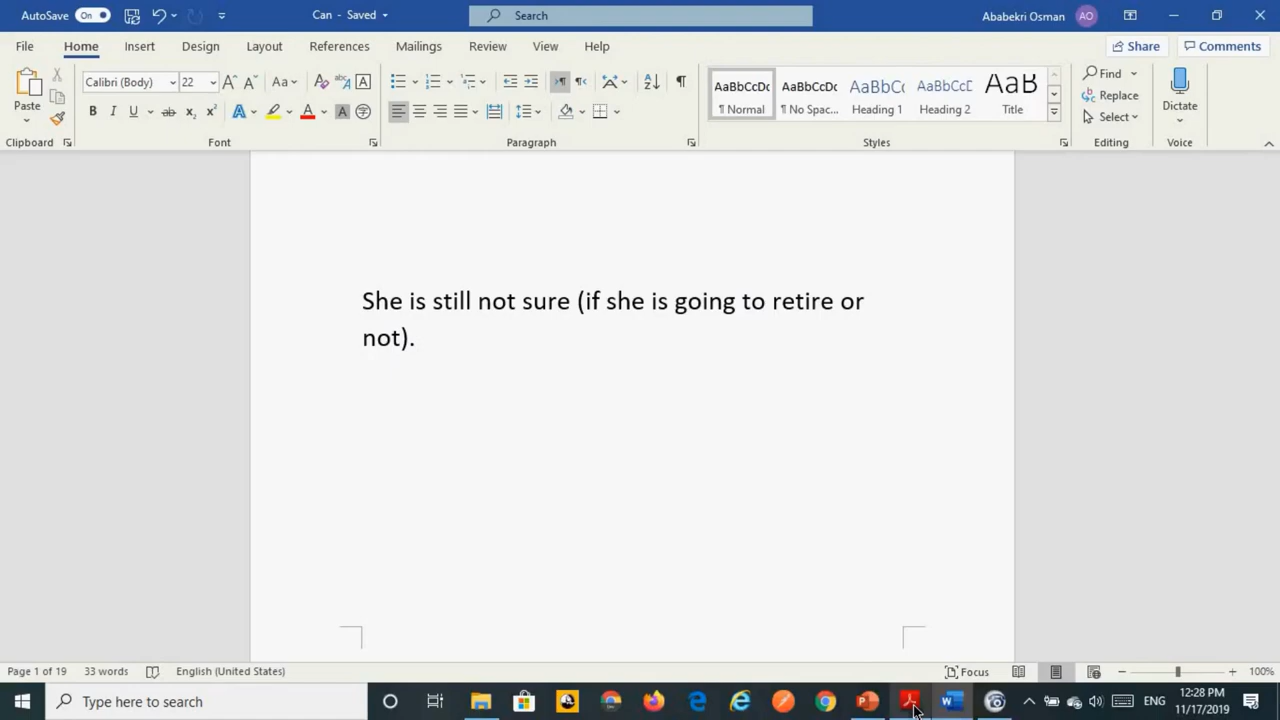 AutoSave On Can - Saved Search Ababekri Osman AO
File Home Insert Design Layout References Mailings Review View Help Share Comments
Paste Calibri (Body) 22 Aa AaBbCcDc AaBbCcDc AaBbCc AaBbCcD AaB Find
Normal No Spac... Heading 1 Heading 2 Title Replace Dictate
Select
Clipboard Font Paragraph Styles Editing Voice
She is still not sure (if she is going to retire or
not).
Page 1 of 19 33 words English (United States) Focus 100%
Type here to search ENG 12:28 PM
11/17/2019